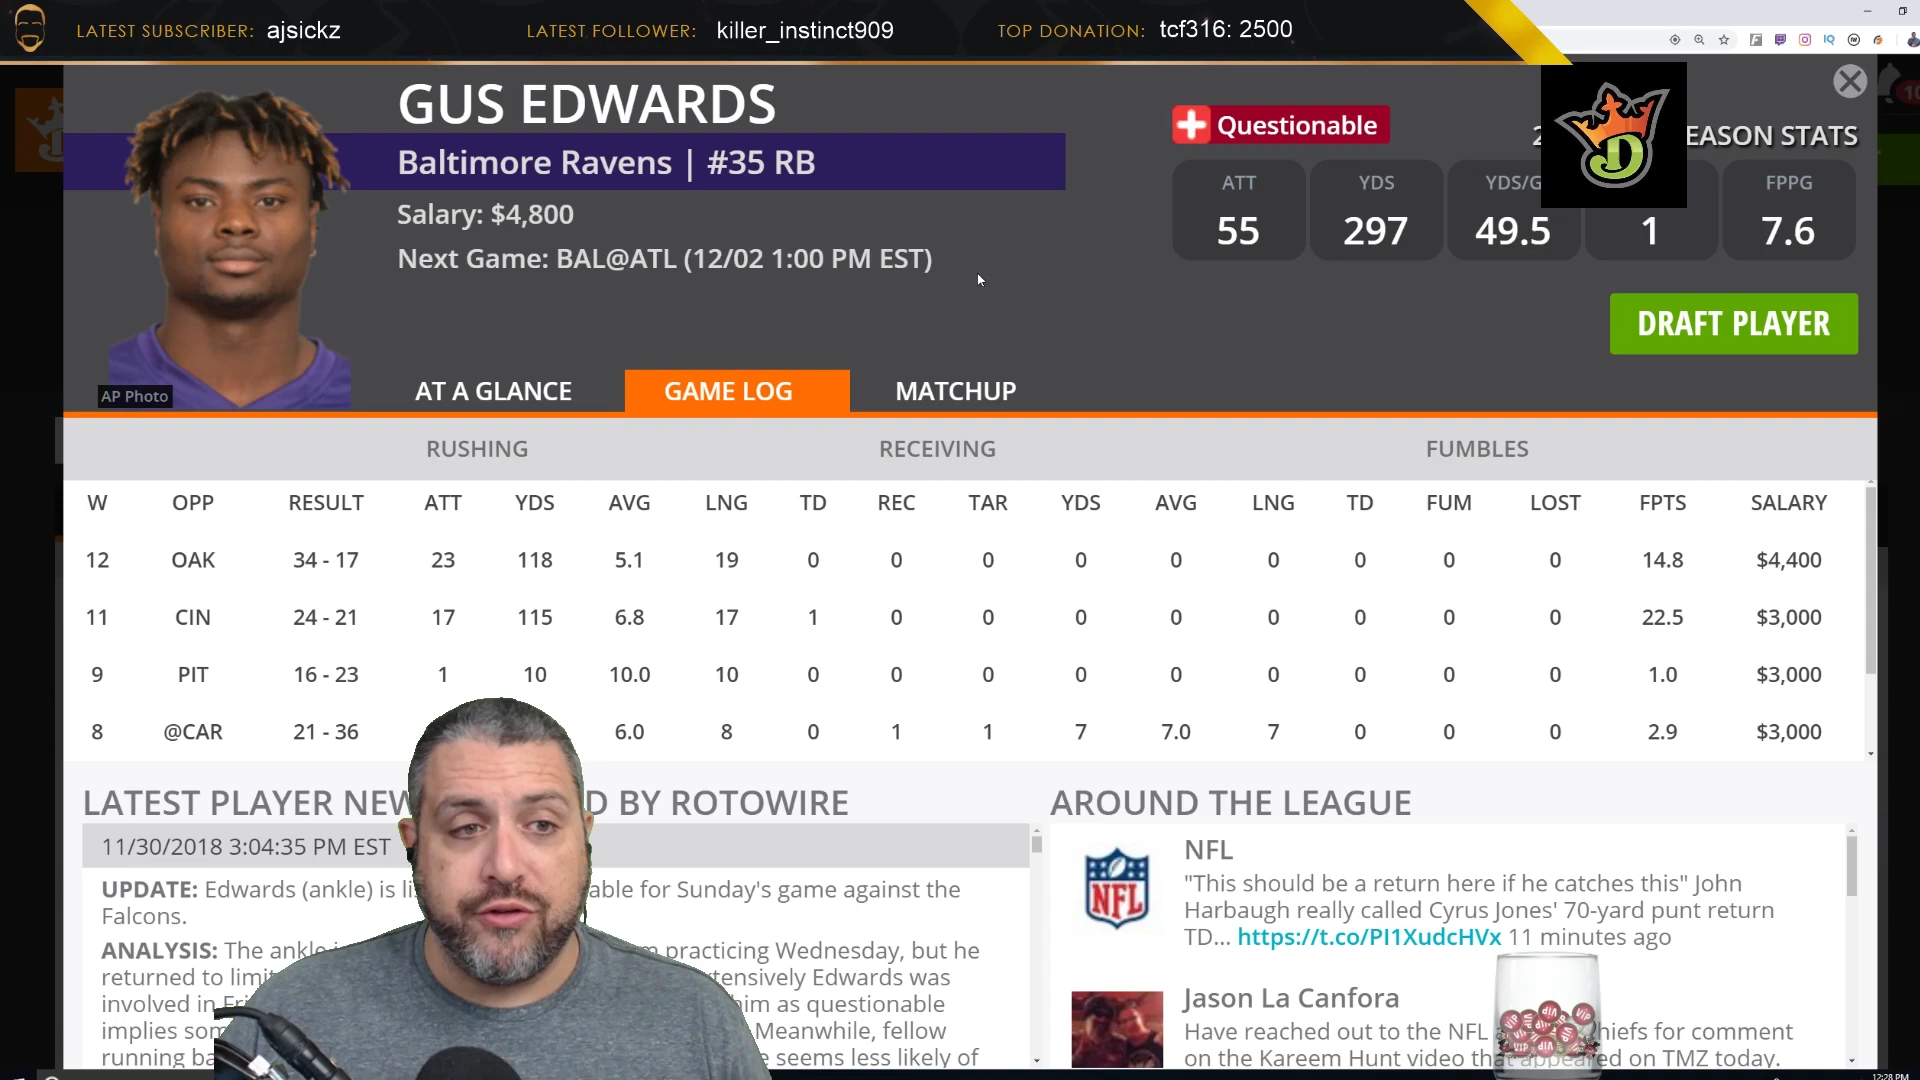 LATEST SUBSCRIBER: ajsickz
LATEST FOLLOWER: killer_instinct909
TOP DONATION: tcf316: 2500
GUS EDWARDS
Baltimore Ravens | #35 RB
Salary: $4,800
Next Game: BAL@ATL (12/02 1:00 PM EST)
AP Photo
Questionable
2 EASON STATS
ATT YDS YDS/G FPPG
55 297 49.5 1 7.6
DRAFT PLAYER
AT A GLANCE GAME LOG MATCHUP
RUSHING RECEIVING FUMBLES
W OPP RESULT ATT YDS AVG LNG TD REC TAR YDS AVG LNG TD FUM LOST FPTS SALARY
12 OAK 34 - 17 23 118 5.1 19 0 0 0 0 0 0 0 0 0 14.8 $4,400
11 CIN 24 - 21 17 115 6.8 17 1 0 0 0 0 0 0 0 0 22.5 $3,000
9 PIT 16 - 23 1 10 10.0 10 0 0 0 0 0 0 0 0 0 1.0 $3,000
8 @CAR 21 - 36 6.0 8 0 1 1 7 7.0 7 0 0 0 2.9 $3,000
LATEST PLAYER NEW D BY ROTOWIRE
11/30/2018 3:04:35 PM EST
UPDATE: Edwards (ankle) is li able for Sunday's game against the
Falcons.
ANALYSIS: The ankle practicing Wednesday, but he
returned to limit tensively Edwards was
involved in Fri him as questionable
implies som Meanwhile, fellow
running ba e seems less likely of
AROUND THE LEAGUE
NFL
NFL
"This should be a return here if he catches this" John
Harbaugh really called Cyrus Jones' 70-yard punt return
TD... https://t.co/PI1XudcHVx 11 minutes ago
Jason La Canfora
Have reached out to the NFL hiefs for comment
on the Kareem Hunt video that appeared on TMZ today.
VIP
12:28 PM